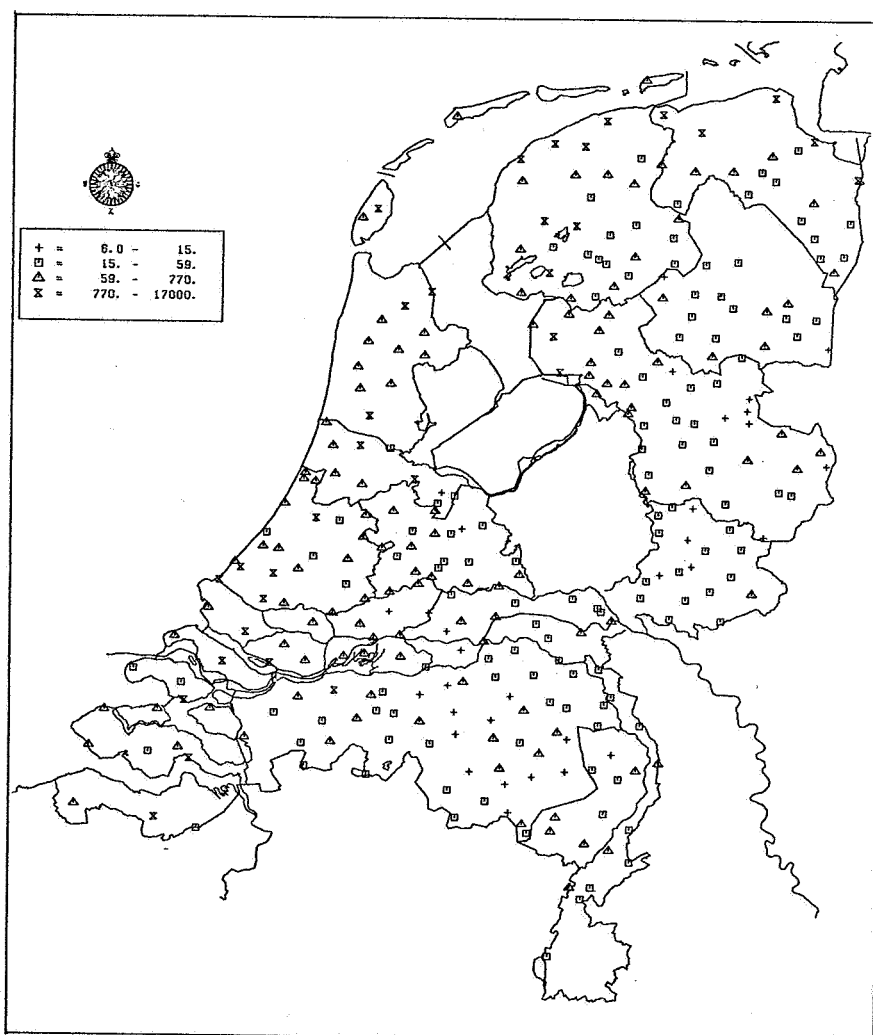 + = 6.0 - 15.
= 15. - 59.
= 59. - 770.
= 770. - 17000.